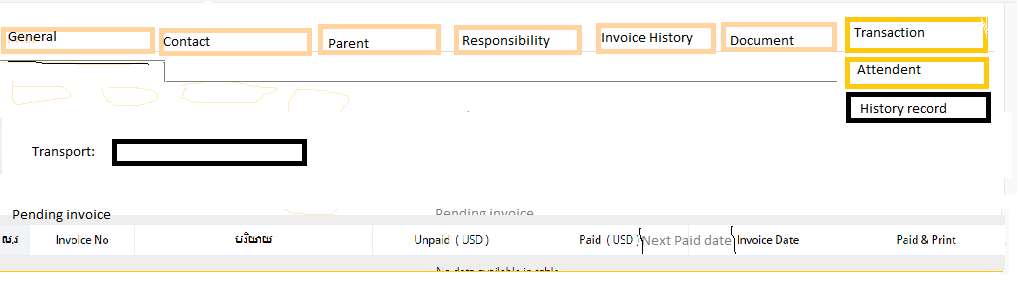 General Contact Parent Responsibility Invoice History Document Transaction
Attendent
History record
Transport:
Pending invoice Pending invoice
ល.រ Invoice No បរិយាយ Unpaid ( USD ) Paid ( USD ) Next Paid date Invoice Date Paid & Print
No data available in table